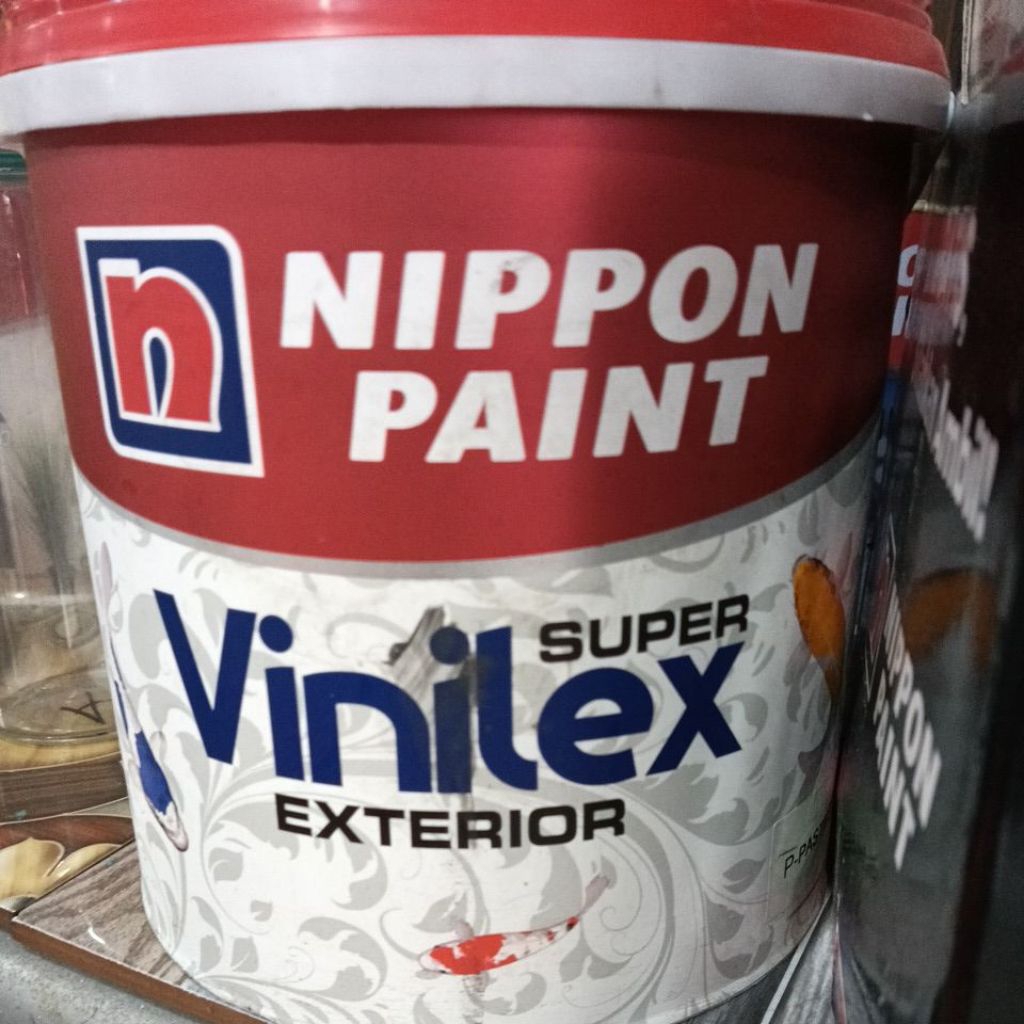 n
NIPPON
PAINT
SUPER
Vinilex
EXTERIOR
NIPPON
PAINT